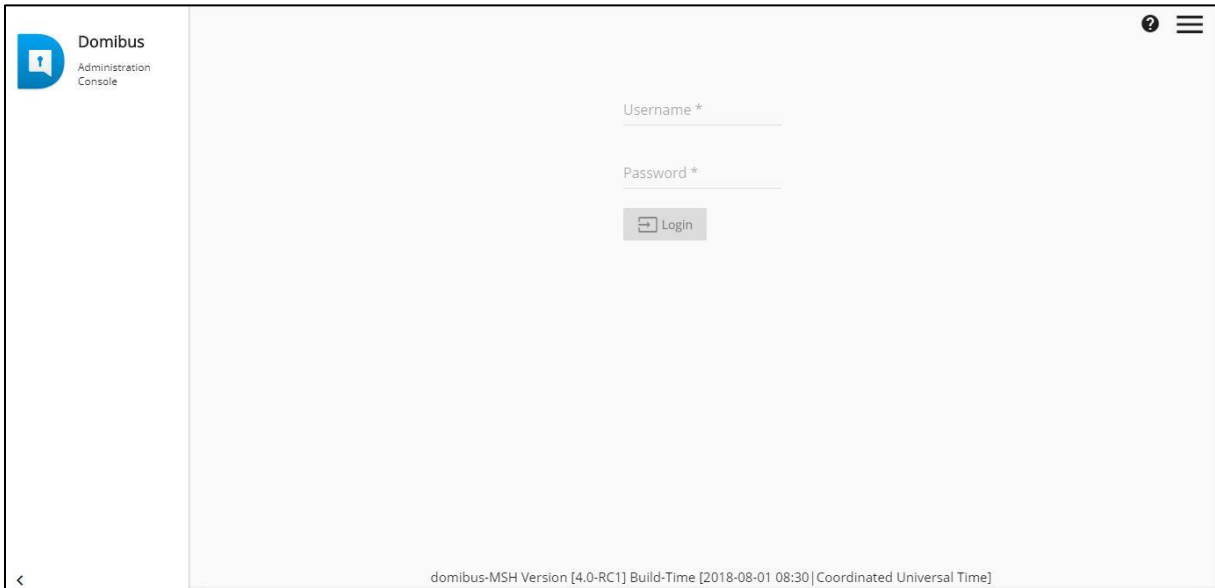 Domibus
Administration
Console
Username *
Password *
Login
domibus-MSH Version [4.0-RC1] Build-Time [2018-08-01 08:30|Coordinated Universal Time]